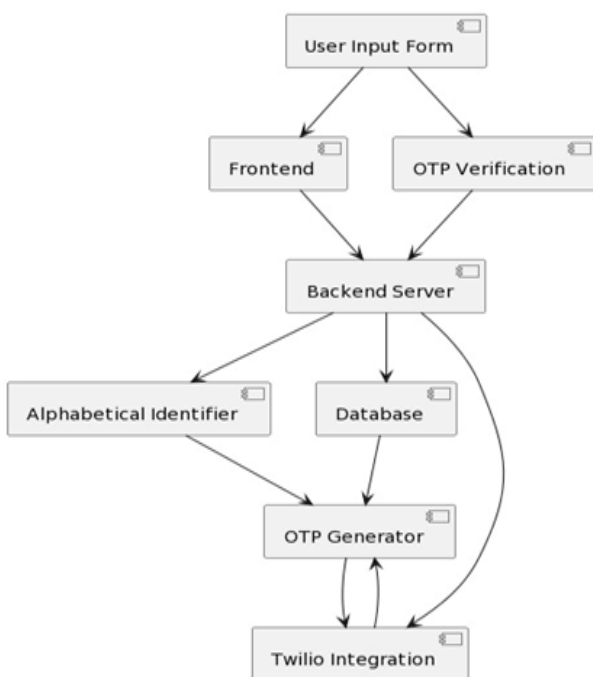 User Input Form
Frontend
OTP Verification
Backend Server
Alphabetical Identifier
Database
OTP Generator
Twilio Integration